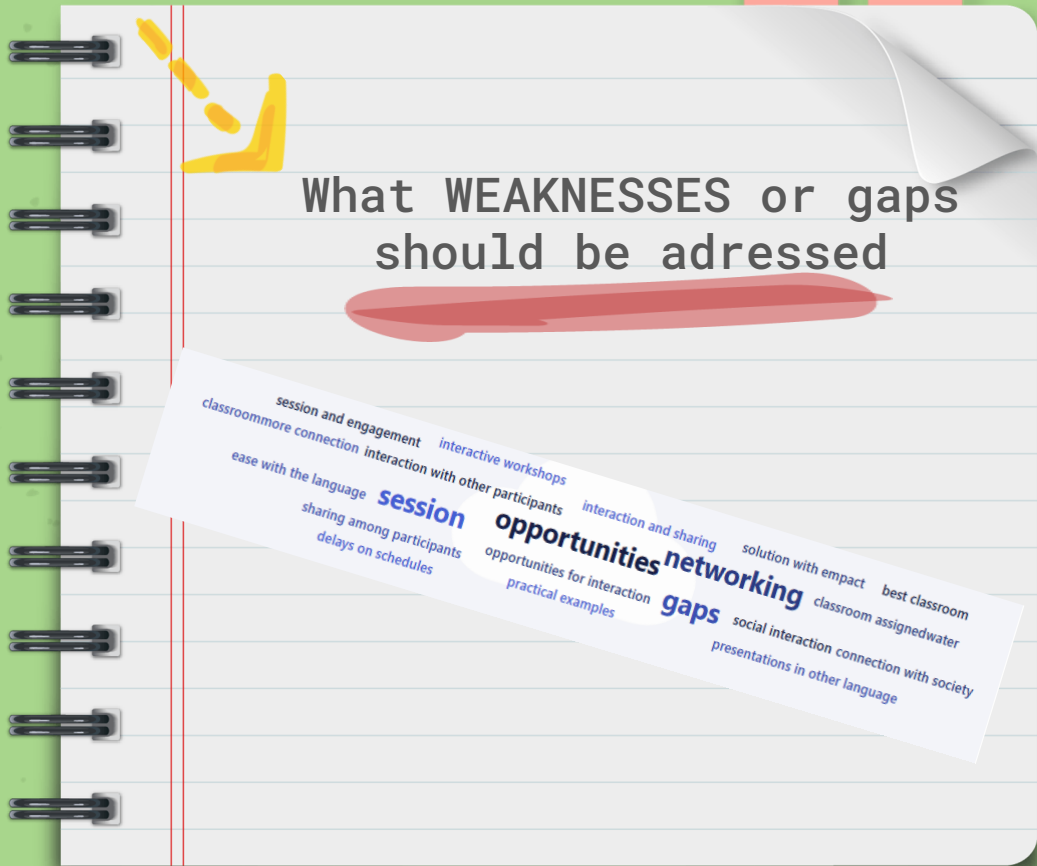 What WEAKNESSES or gaps
should be adressed
session and engagement
interactive workshops
classroommore connection
interaction with other participants
interaction and sharing
ease with the language
session
opportunities
networking
solution with empact
best classroom
sharing among participants
opportunities for interaction
gaps
classroom assignedwater
delays on schedules
practical examples
social interaction
connection with society
presentations in other language